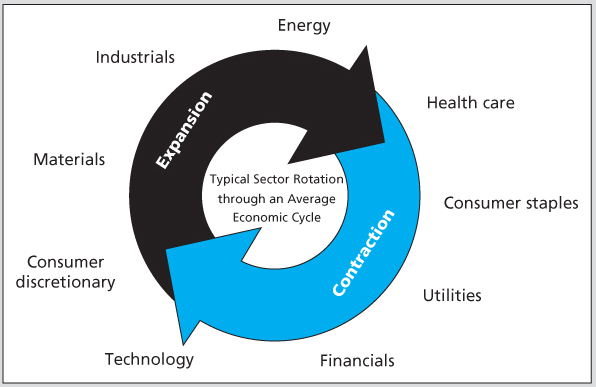 Energy
Industrials
Expansion
Health care
Materials
Typical Sector Rotation
through an Average
Economic Cycle
Consumer staples
Contraction
Consumer
discretionary
Utilities
Technology
Financials